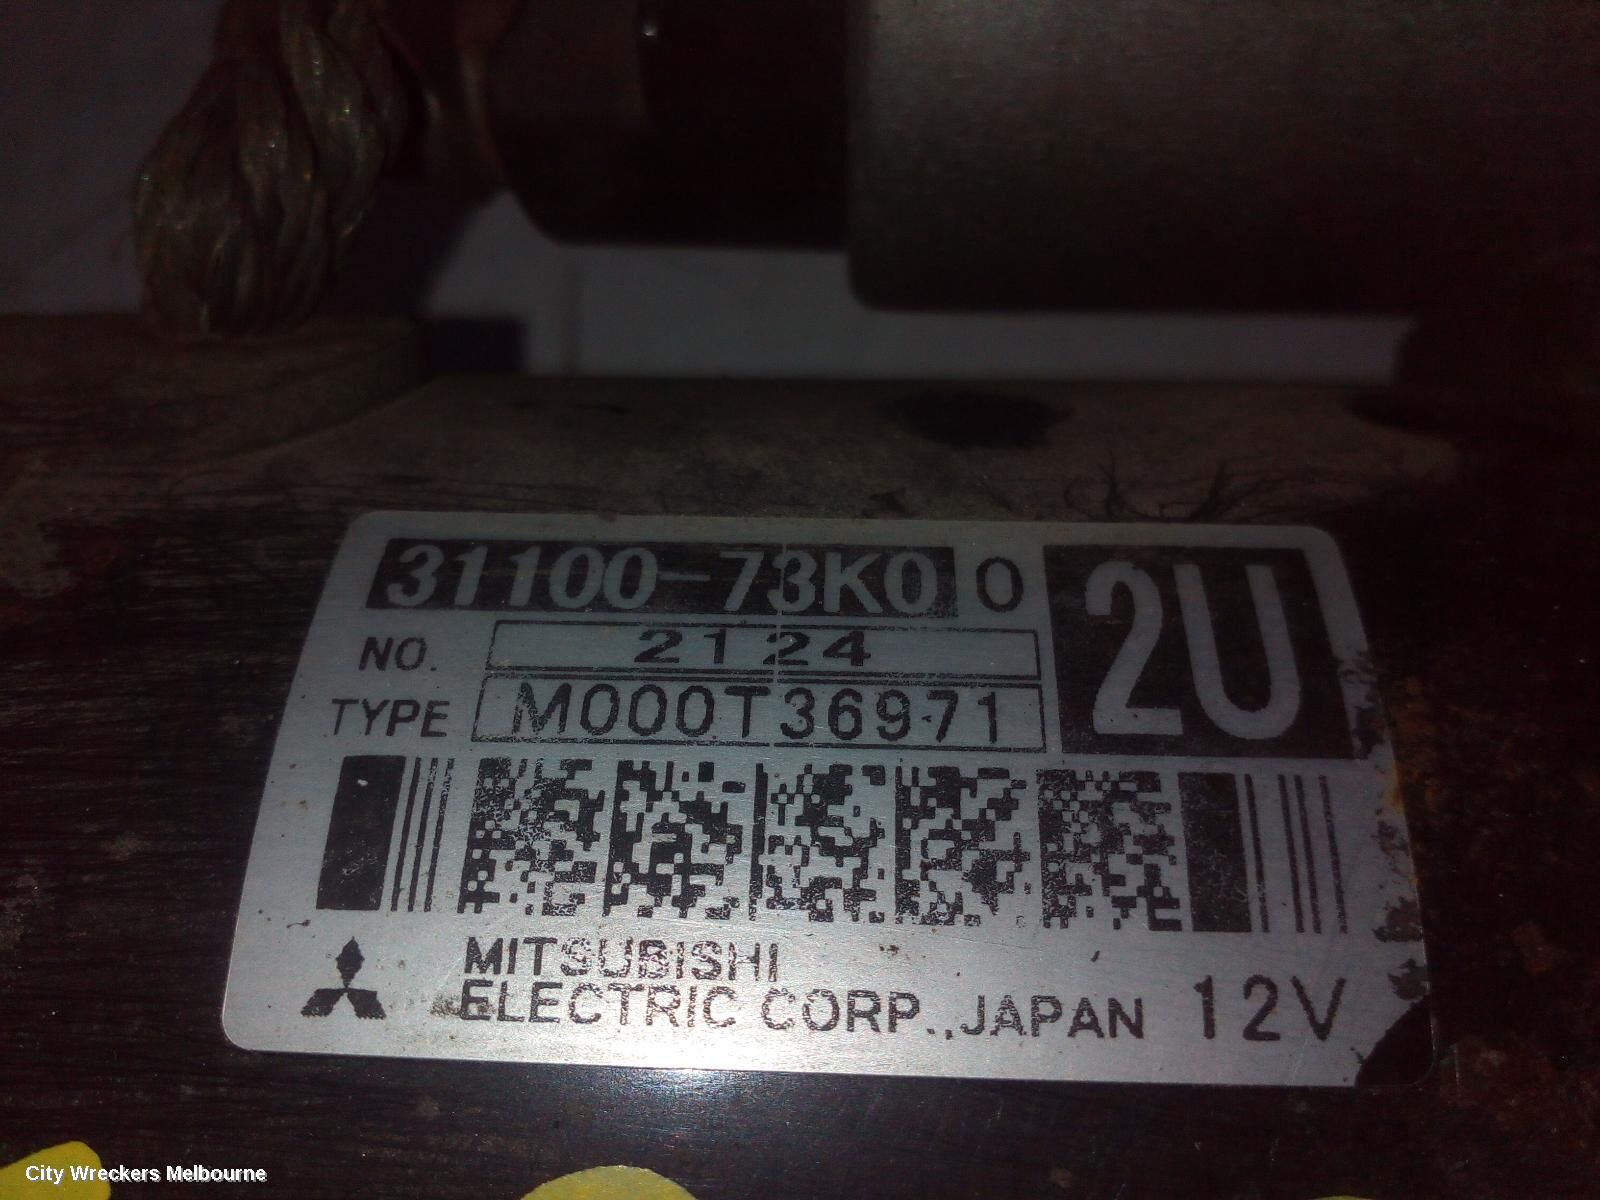 31100-73K0 0
2U
NO. 2124
TYPE M000T36971
MITSUBISHI
ELECTRIC CORP., JAPAN 12V
City Wreckers Melbourne